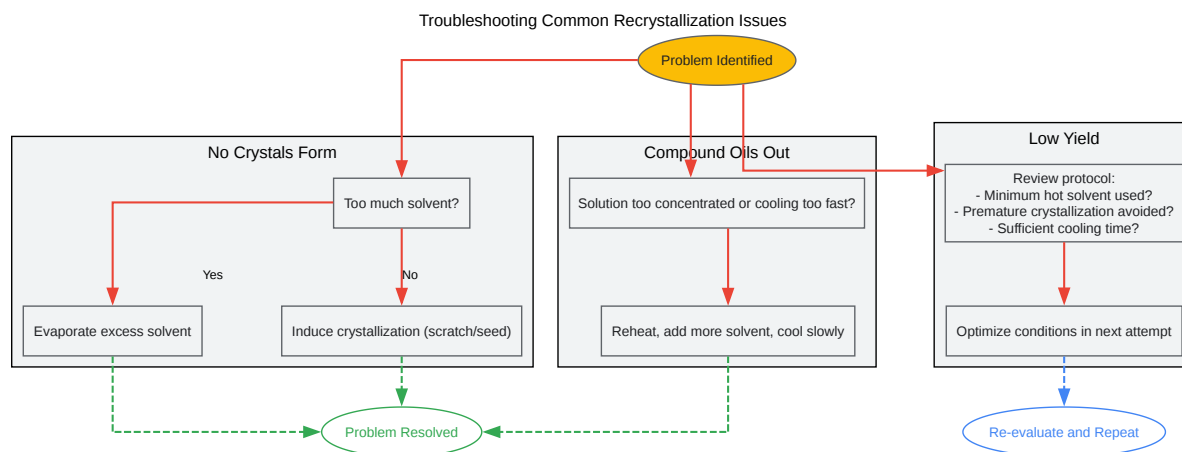 Troubleshooting Common Recrystallization Issues
Problem Identified
No Crystals Form
Too much solvent?
Yes
No
Evaporate excess solvent
Induce crystallization (scratch/seed)
Compound Oils Out
Solution too concentrated or cooling too fast?
Reheat, add more solvent, cool slowly
Problem Resolved
Low Yield
Review protocol:
- Minimum hot solvent used?
- Premature crystallization avoided?
- Sufficient cooling time?
Optimize conditions in next attempt
Re-evaluate and Repeat